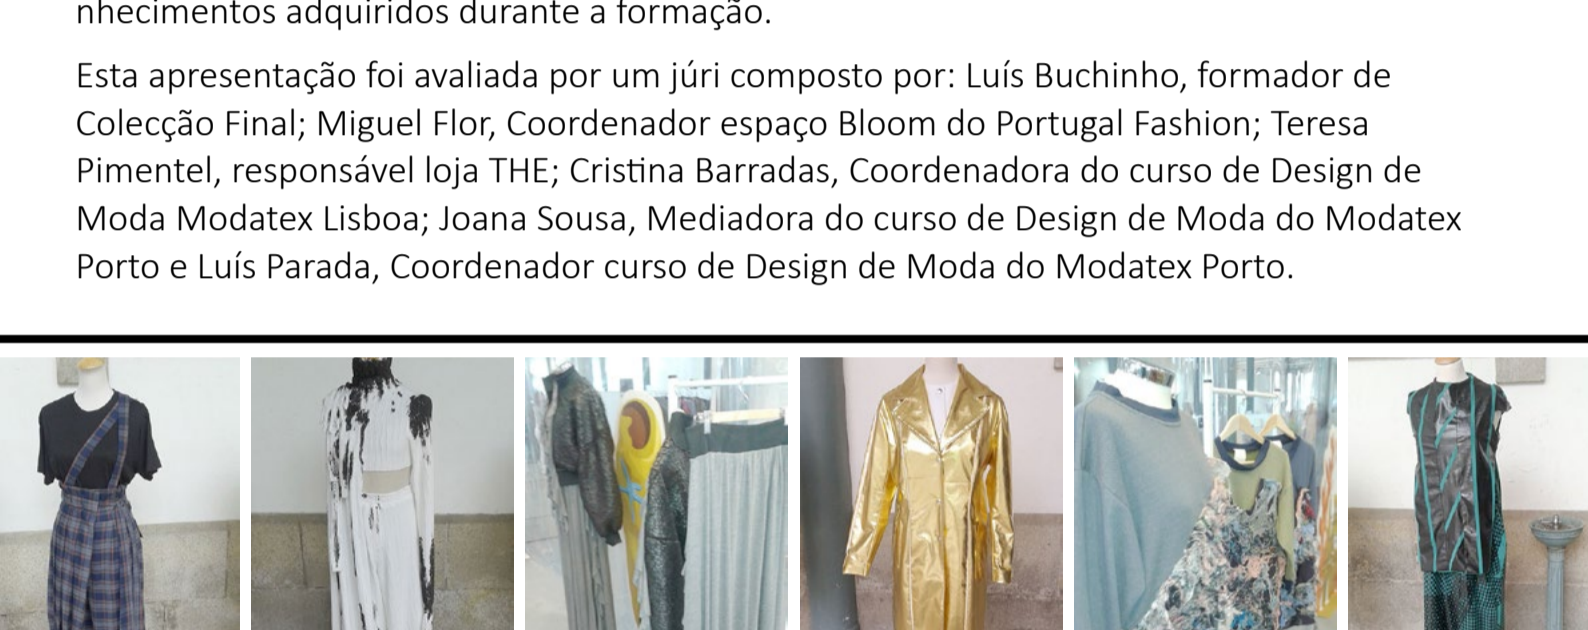 nhecimentos adquiridos durante a formação.
Esta apresentação foi avaliada por um júri composto por: Luís Buchinho, formador de
Colecção Final; Miguel Flor, Coordenador espaço Bloom do Portugal Fashion; Teresa
Pimentel, responsável loja THE; Cristina Barradas, Coordenadora do curso de Design de
Moda Modatex Lisboa; Joana Sousa, Mediadora do curso de Design de Moda do Modatex
Porto e Luís Parada, Coordenador curso de Design de Moda do Modatex Porto.